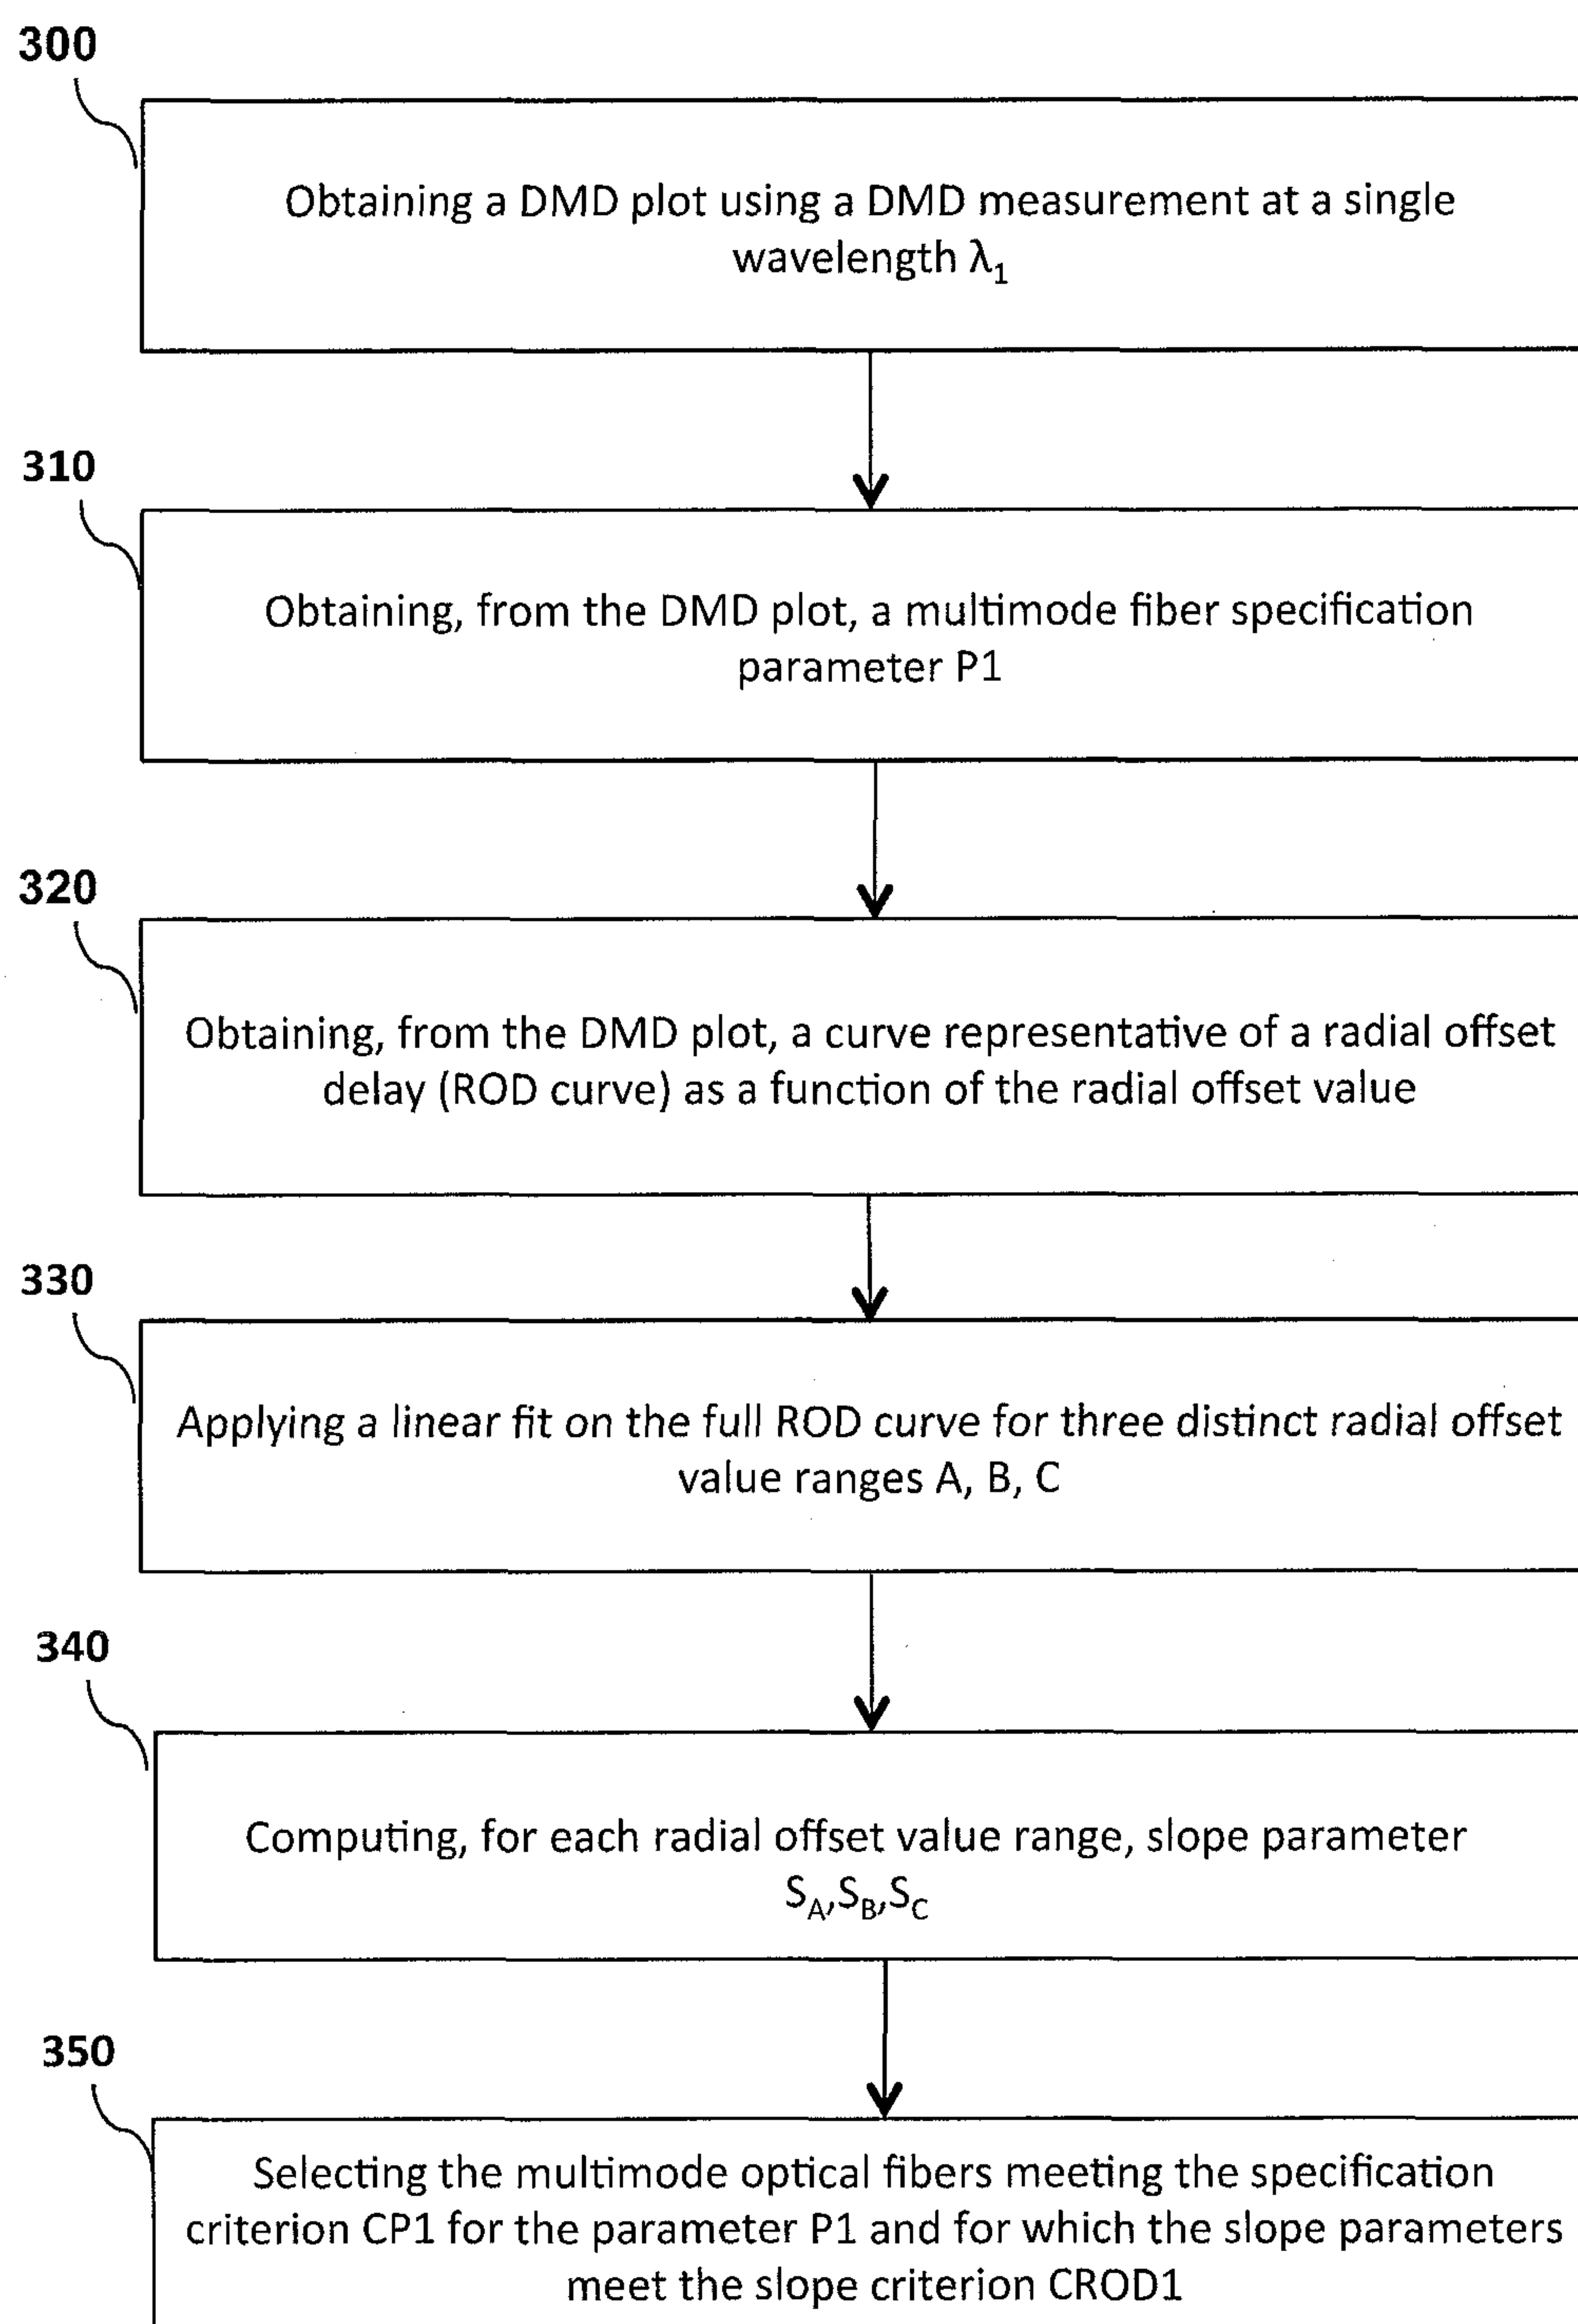 300
Obtaining a DMD plot using a DMD measurement at a single
wavelength λ₁
310
Obtaining, from the DMD plot, a multimode fiber specification
parameter P1
320
Obtaining, from the DMD plot, a curve representative of a radial offset
delay (ROD curve) as a function of the radial offset value
330
Applying a linear fit on the full ROD curve for three distinct radial offset
value ranges A, B, C
340
Computing, for each radial offset value range, slope parameter
S_A,S_B,S_C
350
Selecting the multimode optical fibers meeting the specification
criterion CP1 for the parameter P1 and for which the slope parameters
meet the slope criterion CROD1